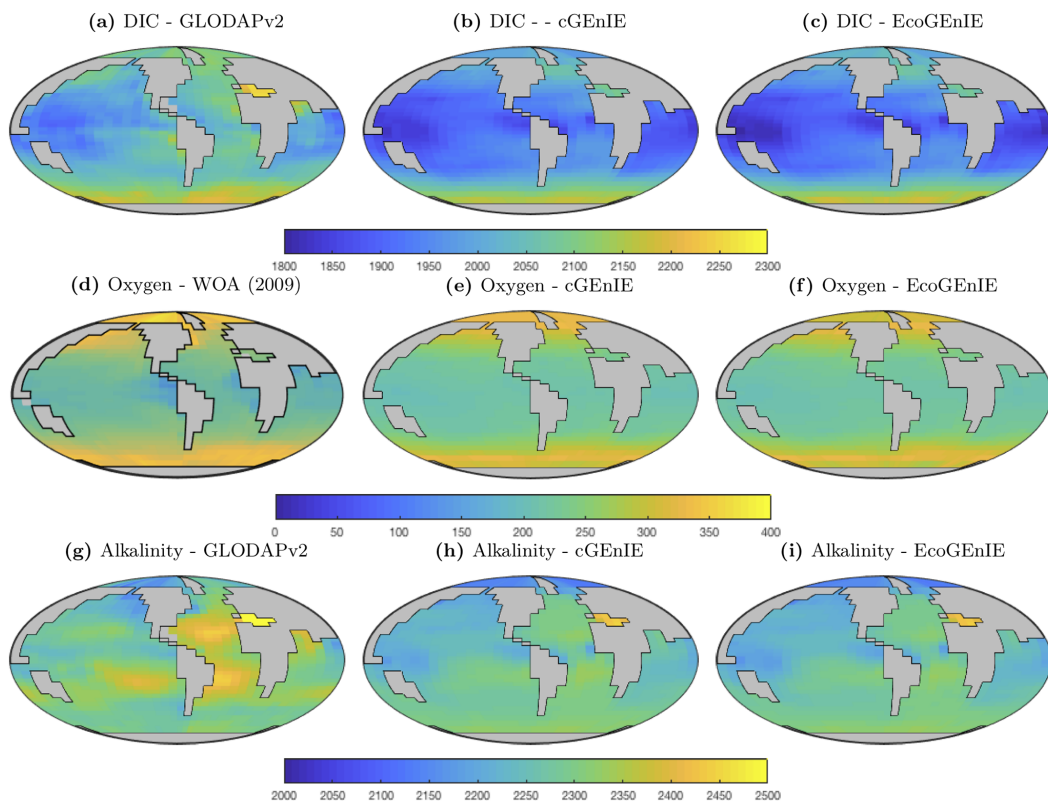 (a) DIC - GLODAPv2 (b) DIC - - cGEnIE (c) DIC - EcoGEnIE
1800 1850 1900 1950 2000 2050 2100 2150 2200 2250 2300
(d) Oxygen - WOA (2009) (e) Oxygen - cGEnIE (f) Oxygen - EcoGEnIE
0 50 100 150 200 250 300 350 400
(g) Alkalinity - GLODAPv2 (h) Alkalinity - cGEnIE (i) Alkalinity - EcoGEnIE
2000 2050 2100 2150 2200 2250 2300 2350 2400 2450 2500